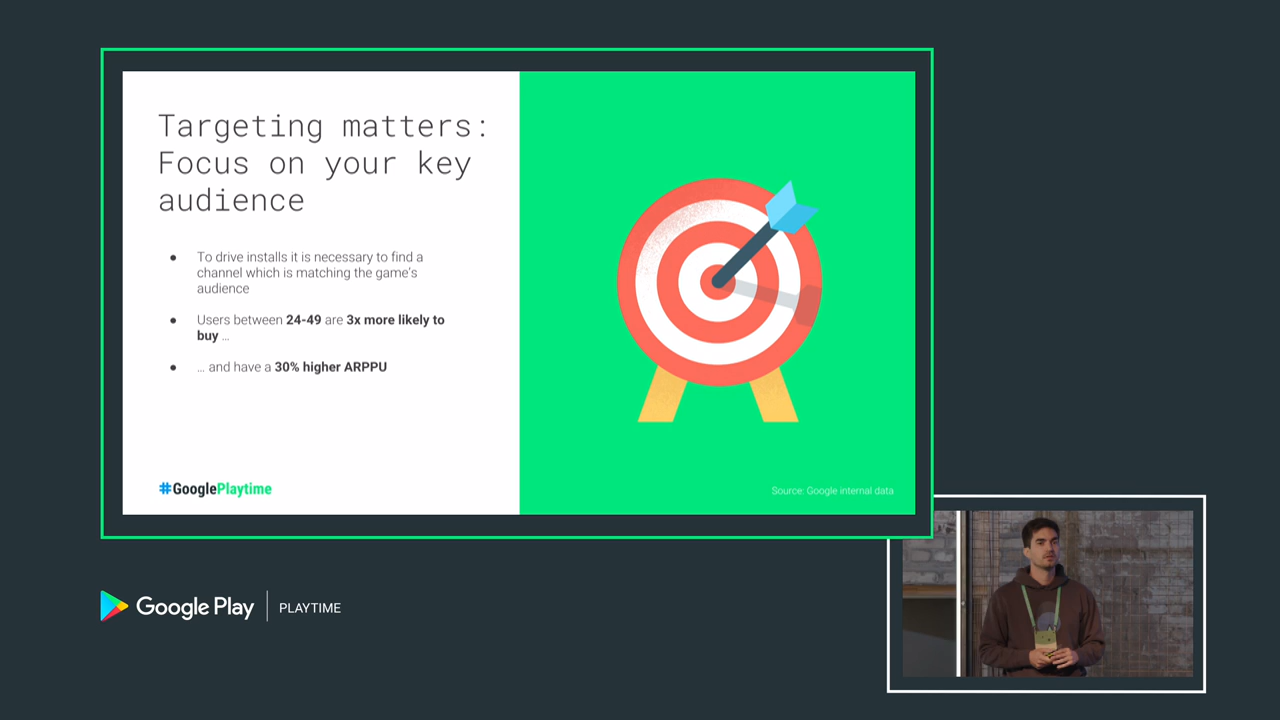 Targeting matters:
Focus on your key
audience
● To drive installs it is necessary to find a
channel which is matching the game's
audience
● Users between 24-49 are 3x more likely to
buy ...
● ... and have a 30% higher ARPPU
#GooglePlaytime
Source: Google internal data
Google Play | PLAYTIME